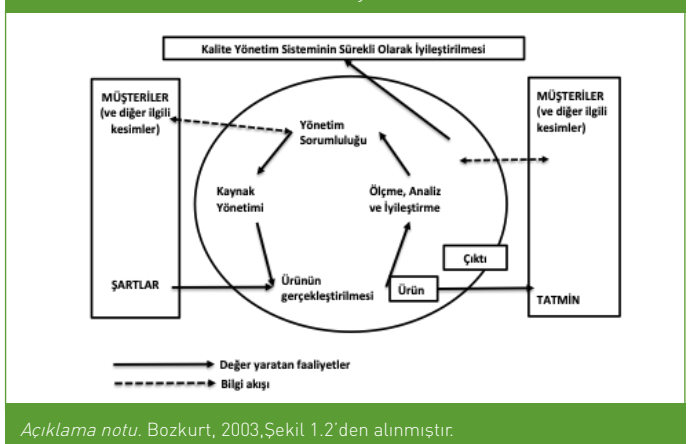 Kalite Yönetim Sisteminin Sürekli Olarak İyileştirilmesi
MÜŞTERİLER
(ve diğer ilgili
kesimler)
ŞARTLAR
Yönetim
Sorumluluğu
Kaynak
Yönetimi
Ölçme, Analiz
ve İyileştirme
Ürünün
gerçekleştirilmesi
Ürün
Çıktı
MÜŞTERİLER
(ve diğer ilgili
kesimler)
TATMİN
Değer yaratan faaliyetler
Bilgi akışı
Açıklama notu. Bozkurt, 2003,Şekil 1.2’den alınmıştır.